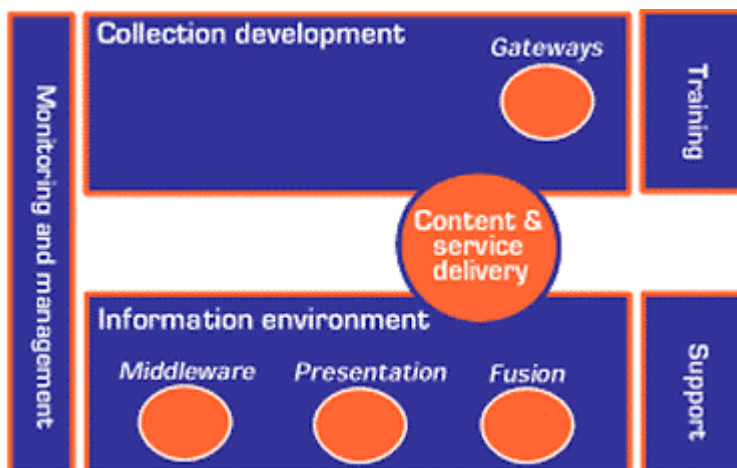 Monitoring and management
Collection development
Gateways
Training
Content &
service
delivery
Information environment
Middleware
Presentation
Fusion
Support